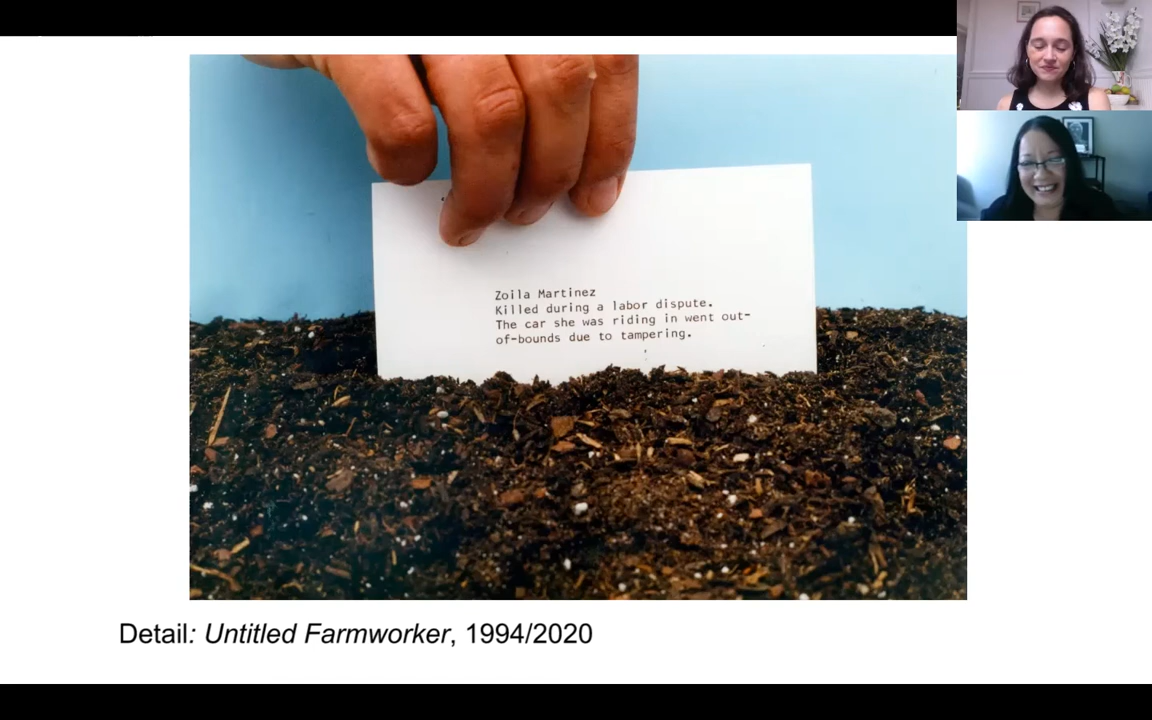 Zoila Martinez
Killed during a labor dispute.
The car she was riding in went out-
of-bounds due to tampering.
Detail: Untitled Farmworker, 1994/2020